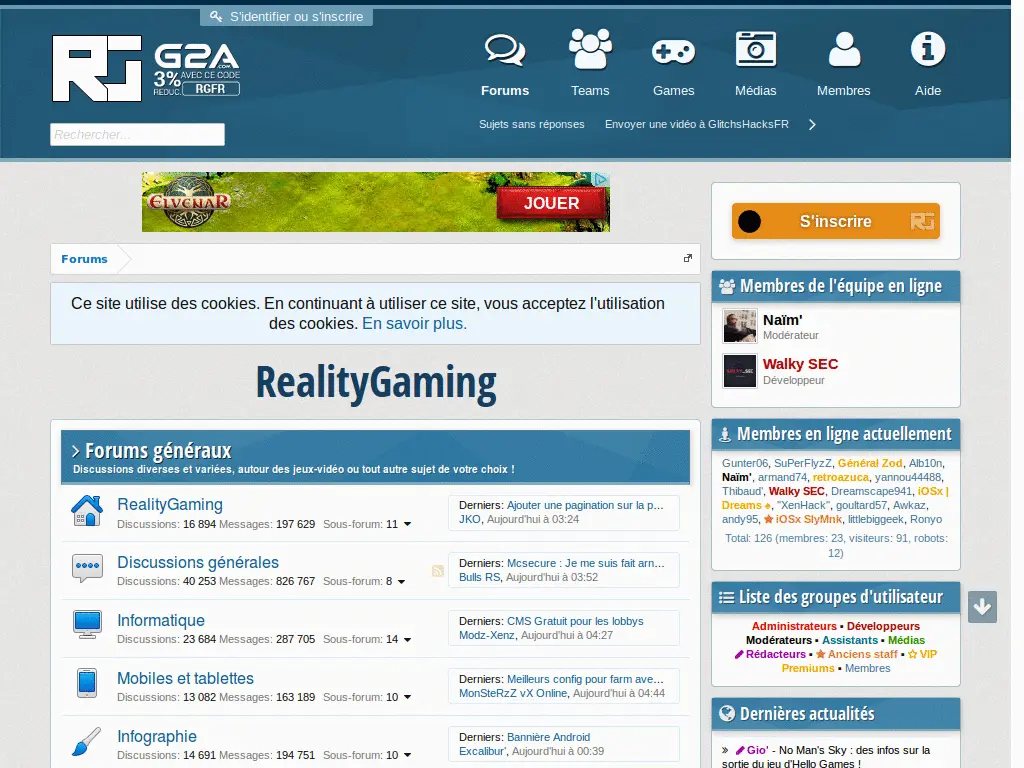 S'identifier ou s'inscrire
G2A.COM
3% AVEC CE CODE
REDUC. RGFR
Rechercher...
Forums
Teams
Games
Médias
Membres
Aide
Sujets sans réponses
Envoyer une vidéo à GlitchsHacksFR
ELVENAR
JOUER
Forums
Ce site utilise des cookies. En continuant à utiliser ce site, vous acceptez l'utilisation
des cookies. En savoir plus.
RealityGaming
Forums généraux
Discussions diverses et variées, autour des jeux-vidéo ou tout autre sujet de votre choix !
RealityGaming
Discussions: 16 894 Messages: 197 629 Sous-forum: 11
Derniers: Ajouter une pagination sur la p…
JKO, Aujourd'hui à 03:24
Discussions générales
Discussions: 40 253 Messages: 826 767 Sous-forum: 8
Derniers: Mcsecure : Je me suis fait arn…
Bulls RS, Aujourd'hui à 03:52
Informatique
Discussions: 23 684 Messages: 287 705 Sous-forum: 14
Derniers: CMS Gratuit pour les lobbys
Modz-Xenz, Aujourd'hui à 04:27
Mobiles et tablettes
Discussions: 13 082 Messages: 163 189 Sous-forum: 10
Derniers: Meilleurs config pour farm ave…
MonSteRzZ vX Online, Aujourd'hui à 04:44
Infographie
Discussions: 14 691 Messages: 194 751 Sous-forum: 10
Derniers: Bannière Android
Excalibur', Aujourd'hui à 00:39
S'inscrire
Membres de l'équipe en ligne
Naïm'
Modérateur
Walky SEC
Développeur
Membres en ligne actuellement
Gunter06, SuPerFlyzZ, Général Zod, Alb10n,
Naïm', armand74, retroazuca, yannou44488,
Thibaud', Walky SEC, Dreamscape941, iOSx |
Dreams ♠, "XenHack", goultard57, Awkaz,
andy95, iOSx SlyMnk, littlebiggeek, Ronyo
Total: 126 (membres: 23, visiteurs: 91, robots:
12)
Liste des groupes d'utilisateur
Administrateurs ▪ Développeurs
Modérateurs ▪ Assistants ▪ Médias
Rédacteurs ▪ Anciens staff ▪ VIP
Premiums ▪ Membres
Dernières actualités
» Gio' - No Man's Sky : des infos sur la
sortie du jeu d'Hello Games !